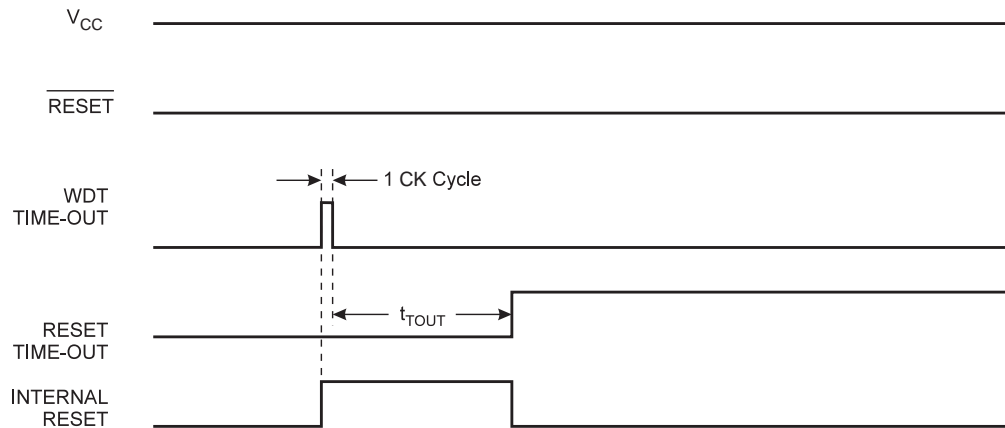 VCC
RESET
WDT
TIME-OUT
1 CK Cycle
RESET
TIME-OUT
tTOUT
INTERNAL
RESET